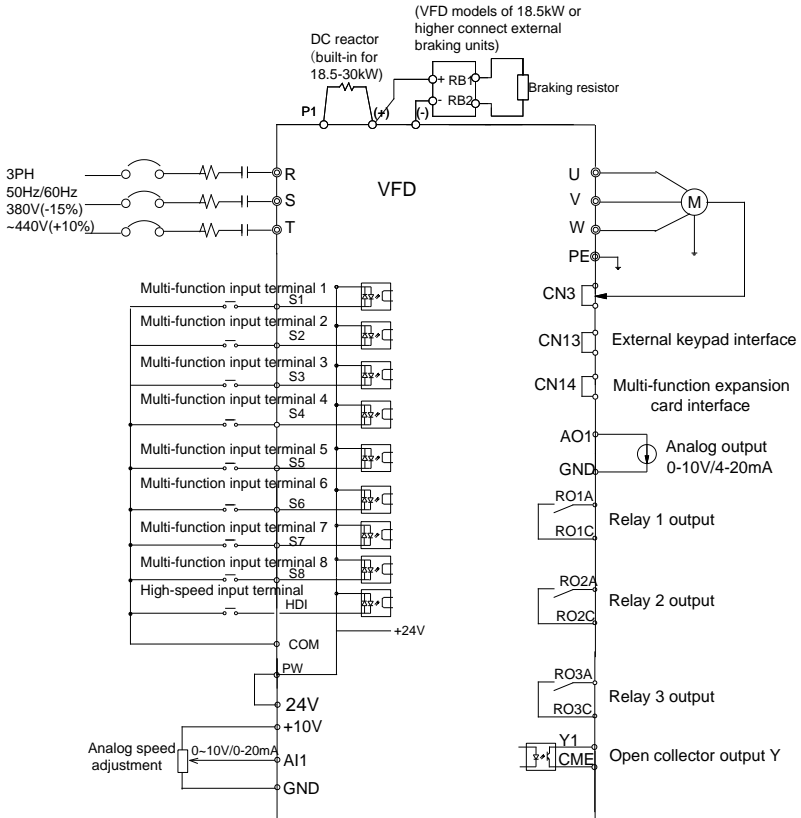 (VFD models of 18.5kW or
higher connect external
braking units)
DC reactor
(built-in for
18.5-30kW)
+ RB1
- RB2
Braking resistor
P1
(+)
(-)
3PH
50Hz/60Hz
380V(-15%)
~440V(+10%)
R
S
T
VFD
U
V
W
PE
M
CN3
CN13
External keypad interface
CN14
Multi-function expansion
card interface
AO1
GND
Analog output
0-10V/4-20mA
RO1A
RO1C
Relay 1 output
RO2A
RO2C
Relay 2 output
RO3A
RO3C
Relay 3 output
Y1
CME
Open collector output Y
Multi-function input terminal 1
S1
Multi-function input terminal 2
S2
Multi-function input terminal 3
S3
Multi-function input terminal 4
S4
Multi-function input terminal 5
S5
Multi-function input terminal 6
S6
Multi-function input terminal 7
S7
Multi-function input terminal 8
S8
High-speed input terminal
HDI
+24V
COM
PW
24V
+10V
Analog speed
adjustment
0~10V/0-20mA
AI1
GND